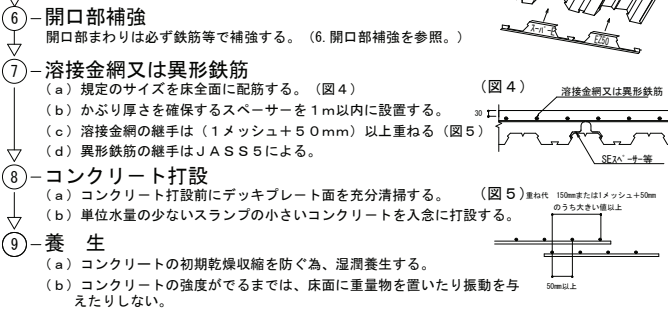 ⑥－開口部補強
開口部まわりは必ず鉄筋等で補強する。（6.開口部補強を参照。）
スーパーE
EZ50
⑦－溶接金網又は異形鉄筋
（a）規定のサイズを床全面に配筋する。（図４）
（b）かぶり厚さを確保するスペーサーを１ｍ以内に設置する。
（c）溶接金網の継手は（１メッシュ＋５０mm）以上重ねる（図５）
（d）異形鉄筋の継手はＪＡＳＳ５による。
（図４）
溶接金網又は異形鉄筋
30
SEスペーサー等
⑧－コンクリート打設
（a）コンクリート打設前にデッキプレート面を充分清掃する。
（b）単位水量の少ないスランプの小さいコンクリートを入念に打設する。
（図５）重ね代 150mmまたは1メッシュ+50mm
のうち大きい値以上
50mm以上
⑨－養 生
（a）コンクリートの初期乾燥収縮を防ぐ為、湿潤養生する。
（b）コンクリートの強度がでるまでは、床面に重量物を置いたり振動を与
えたりしない。